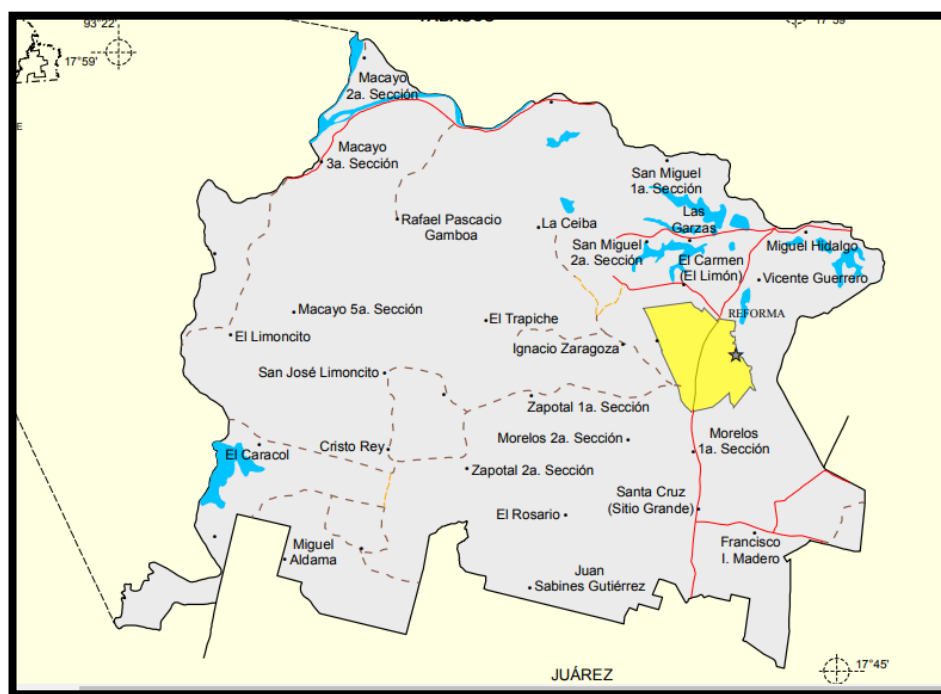 TABASCO
93°22'
17°59'
17°59'
E
Macayo
2a. Sección
Macayo
3a. Sección
San Miguel
1a. Sección
Rafael Pascacio
Gamboa
La Ceiba
Las
Garzas
San Miguel
2a. Sección
El Carmen
(El Limón)
Miguel Hidalgo
Vicente Guerrero
Macayo 5a. Sección
El Trapiche
REFORMA
El Limoncito
Ignacio Zaragoza
San José Limoncito
Zapotal 1a. Sección
Cristo Rey
El Caracol
Morelos 2a. Sección
Morelos
1a. Sección
Zapotal 2a. Sección
Santa Cruz
(Sitio Grande)
El Rosario
Miguel
Aldama
Francisco
I. Madero
Juan
Sabines Gutiérrez
JUÁREZ
17°45'